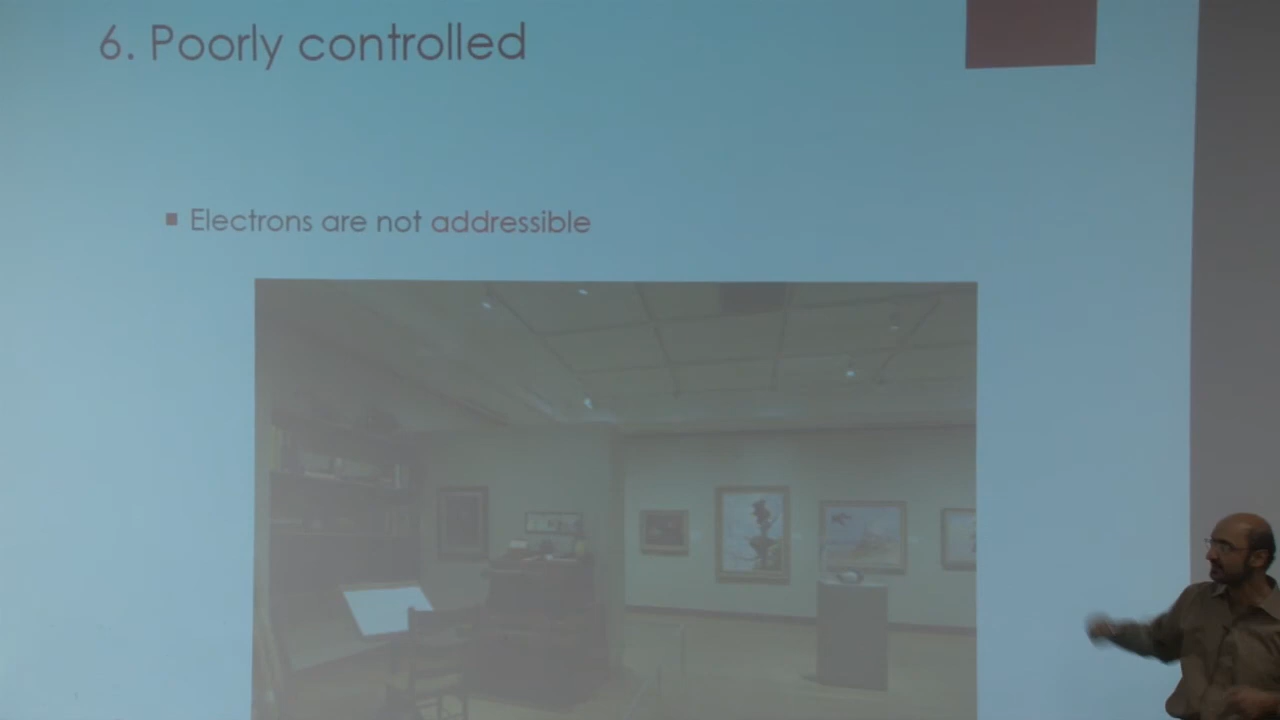 6. Poorly controlled
▪ Electrons are not addressible